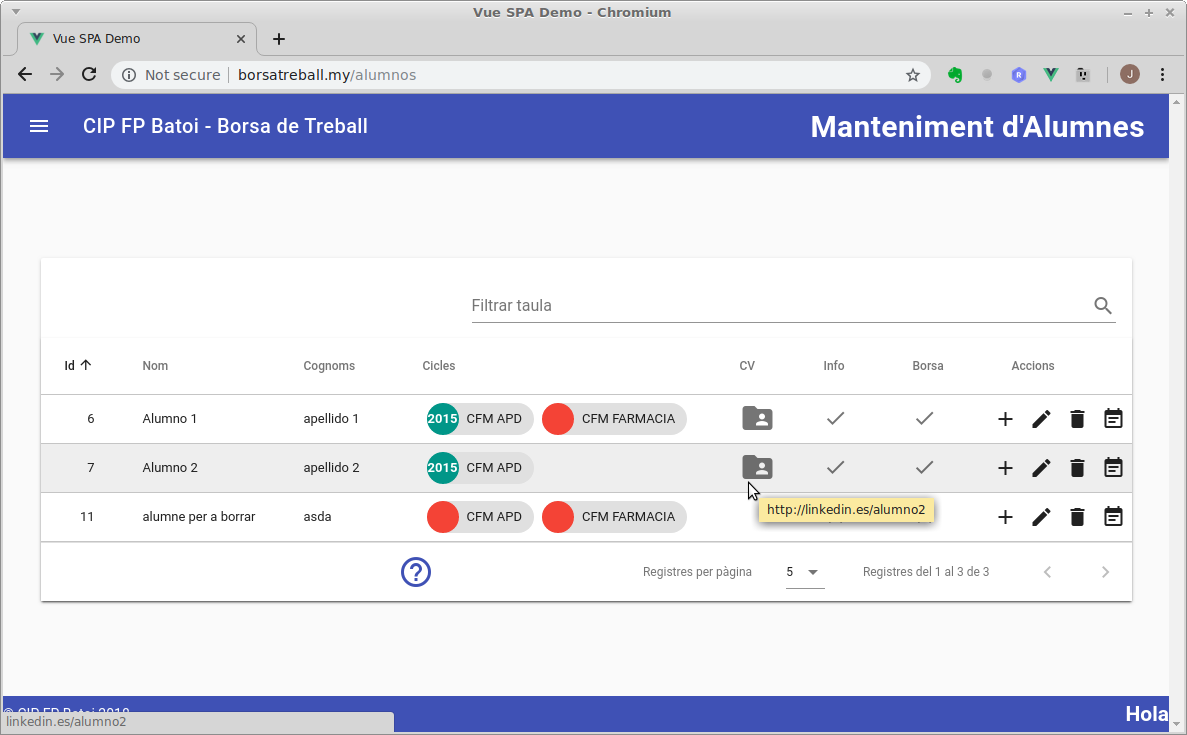 Vue SPA Demo - Chromium
Vue SPA Demo
Not secure | borsatreball.my/alumnos
J
CIP FP Batoi - Borsa de Treball
Manteniment d'Alumnes
Filtrar taula
Id Nom Cognoms Cicles CV Info Borsa Accions
6 Alumno 1 apellido 1 2015 CFM APD CFM FARMACIA
7 Alumno 2 apellido 2 2015 CFM APD
11 alumne per a borrar asda CFM APD CFM FARMACIA
http://linkedin.es/alumno2
Registres per pàgina 5 Registres del 1 al 3 de 3
© CIP FP Batoi 2019
Hola
linkedin.es/alumno2